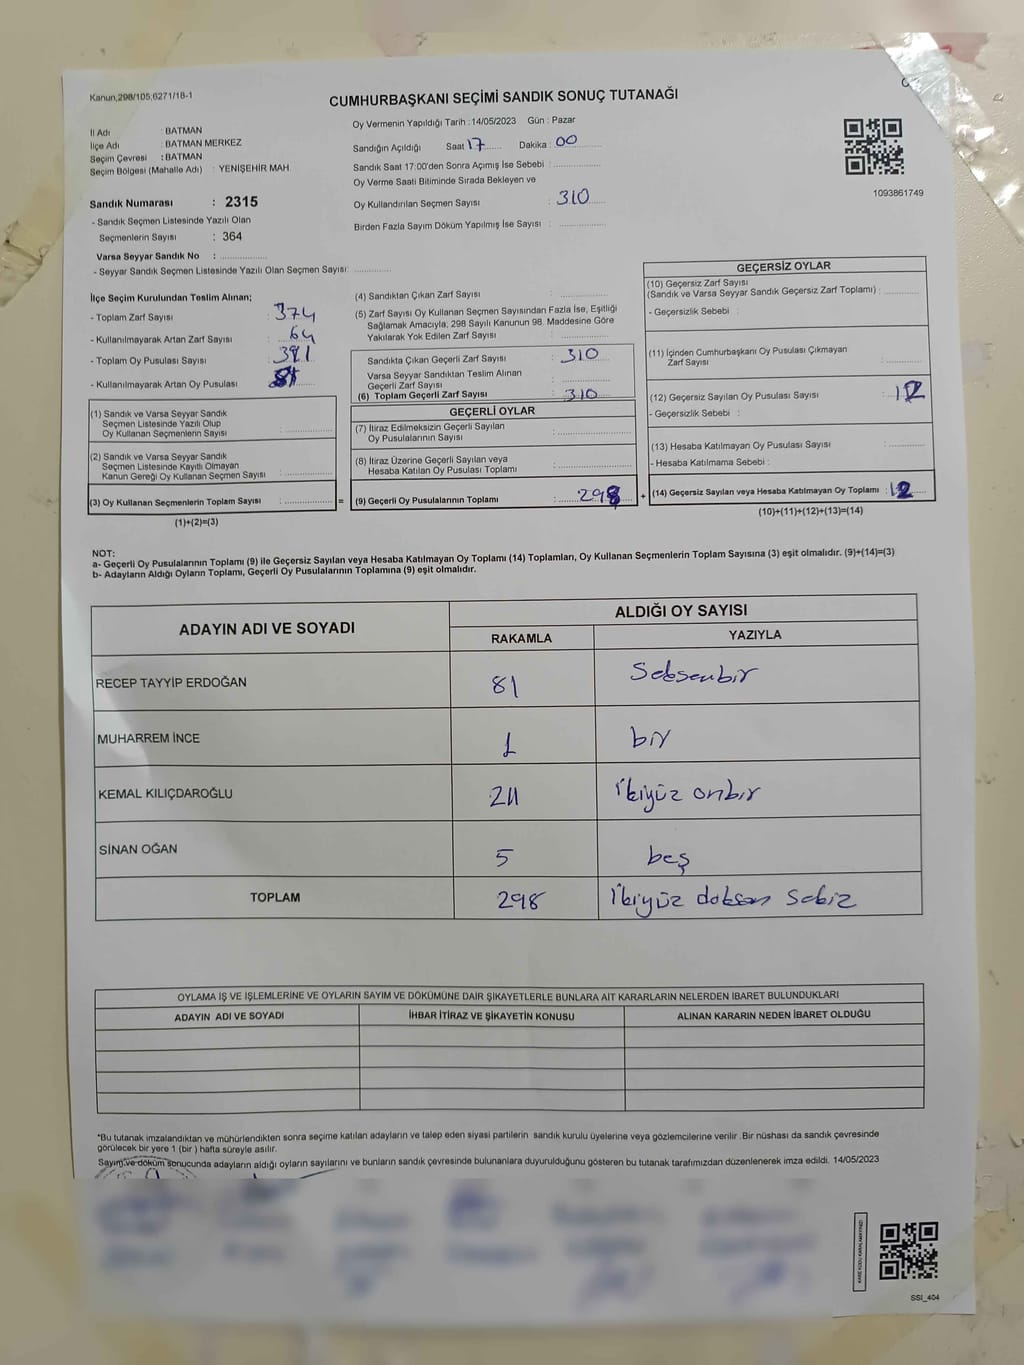 Kanun,298/105,6271/18-1
CUMHURBAŞKANI SEÇİMİ SANDIK SONUÇ TUTANAĞI
İl Adı : BATMAN
İlçe Adı : BATMAN MERKEZ
Seçim Çevresi : BATMAN
Seçim Bölgesi (Mahalle Adı) : YENİŞEHİR MAH.
Oy Vermenin Yapıldığı Tarih :14/05/2023 Gün : Pazar
Sandığın Açıldığı Saat 17 Dakika : 00
Sandık Saat 17:00'den Sonra Açımış İse Sebebi :
Oy Verme Saati Bitiminde Sırada Bekleyen ve
Oy Kullandırılan Seçmen Sayısı : 310
Birden Fazla Sayım Döküm Yapılmış İse Sayısı :
1093861749
Sandık Numarası : 2315
- Sandık Seçmen Listesinde Yazılı Olan
Seçmenlerin Sayısı : 364
Varsa Seyyar Sandık No :
- Seyyar Sandık Seçmen Listesinde Yazılı Olan Seçmen Sayısı:
İlçe Seçim Kurulundan Teslim Alınan;
- Toplam Zarf Sayısı : 374
- Kullanılmayarak Artan Zarf Sayısı : 64
- Toplam Oy Pusulası Sayısı : 391
- Kullanılmayarak Artan Oy Pusulası :
(1) Sandık ve Varsa Seyyar Sandık
Seçmen Listesinde Yazılı Olup
Oy Kullanan Seçmenlerin Sayısı :
(2) Sandık ve Varsa Seyyar Sandık
Seçmen Listesinde Kayıtlı Olmayan
Kanun Gereği Oy Kullanan Seçmen Sayısı :
(3) Oy Kullanan Seçmenlerin Toplam Sayısı : =
(1)+(2)=(3)
(4) Sandıktan Çıkan Zarf Sayısı :
(5) Zarf Sayısı Oy Kullanan Seçmen Sayısından Fazla İse, Eşitliği
Sağlamak Amacıyla; 298 Sayılı Kanunun 98. Maddesine Göre
Yakılarak Yok Edilen Zarf Sayısı :
Sandıkta Çıkan Geçerli Zarf Sayısı : 310
Varsa Seyyar Sandıktan Teslim Alınan
Geçerli Zarf Sayısı :
(6) Toplam Geçerli Zarf Sayısı : 310
GEÇERLİ OYLAR
(7) İtiraz Edilmeksizin Geçerli Sayılan
Oy Pusulalarının Sayısı :
(8) İtiraz Üzerine Geçerli Sayılan veya
Hesaba Katılan Oy Pusulası Toplamı :
(9) Geçerli Oy Pusulalarının Toplamı : 298 +
GEÇERSİZ OYLAR
(10) Geçersiz Zarf Sayısı
(Sandık ve Varsa Seyyar Sandık Geçersiz Zarf Toplamı) :
- Geçersizlik Sebebi :
(11) İçinden Cumhurbaşkanı Oy Pusulası Çıkmayan
Zarf Sayısı :
(12) Geçersiz Sayılan Oy Pusulası Sayısı : 12
- Geçersizlik Sebebi :
(13) Hesaba Katılmayan Oy Pusulası Sayısı :
- Hesaba Katılmama Sebebi :
(14) Geçersiz Sayılan veya Hesaba Katılmayan Oy Toplamı : 12
(10)+(11)+(12)+(13)=(14)
NOT:
a- Geçerli Oy Pusulalarının Toplamı (9) ile Geçersiz Sayılan veya Hesaba Katılmayan Oy Toplamı (14) Toplamları, Oy Kullanan Seçmenlerin Toplam Sayısına (3) eşit olmalıdır. (9)+(14)=(3)
b- Adayların Aldığı Oyların Toplamı, Geçerli Oy Pusulalarının Toplamına (9) eşit olmalıdır.
ADAYIN ADI VE SOYADI
ALDIĞI OY SAYISI
RAKAMLA YAZIYLA
RECEP TAYYİP ERDOĞAN 81 Seksenbir
MUHARREM İNCE 1 bir
KEMAL KILIÇDAROĞLU 211 İkiyüz onbir
SİNAN OĞAN 5 beş
TOPLAM 298 İkiyüz doksan sekiz
OYLAMA İŞ VE İŞLEMLERİNE VE OYLARIN SAYIM VE DÖKÜMÜNE DAİR ŞİKAYETLERLE BUNLARA AİT KARARLARIN NELERDEN İBARET BULUNDUKLARI
ADAYIN ADI VE SOYADI İHBAR İTİRAZ VE ŞİKAYETİN KONUSU ALINAN KARARIN NEDEN İBARET OLDUĞU
*Bu tutanak imzalandıktan ve mühürlendikten sonra seçime katılan adayların ve talep eden siyasi partilerin sandık kurulu üyelerine veya gözlemcilerine verilir. Bir nüshası da sandık çevresinde
görülecek bir yere 1 (bir ) hafta süreyle asılır.
Sayım ve döküm sonucunda adayların aldığı oyların sayılarını ve bunların sandık çevresinde bulunanlara duyurulduğunu gösteren bu tutanak tarafımızdan düzenlenerek imza edildi. 14/05/2023
SSI_404